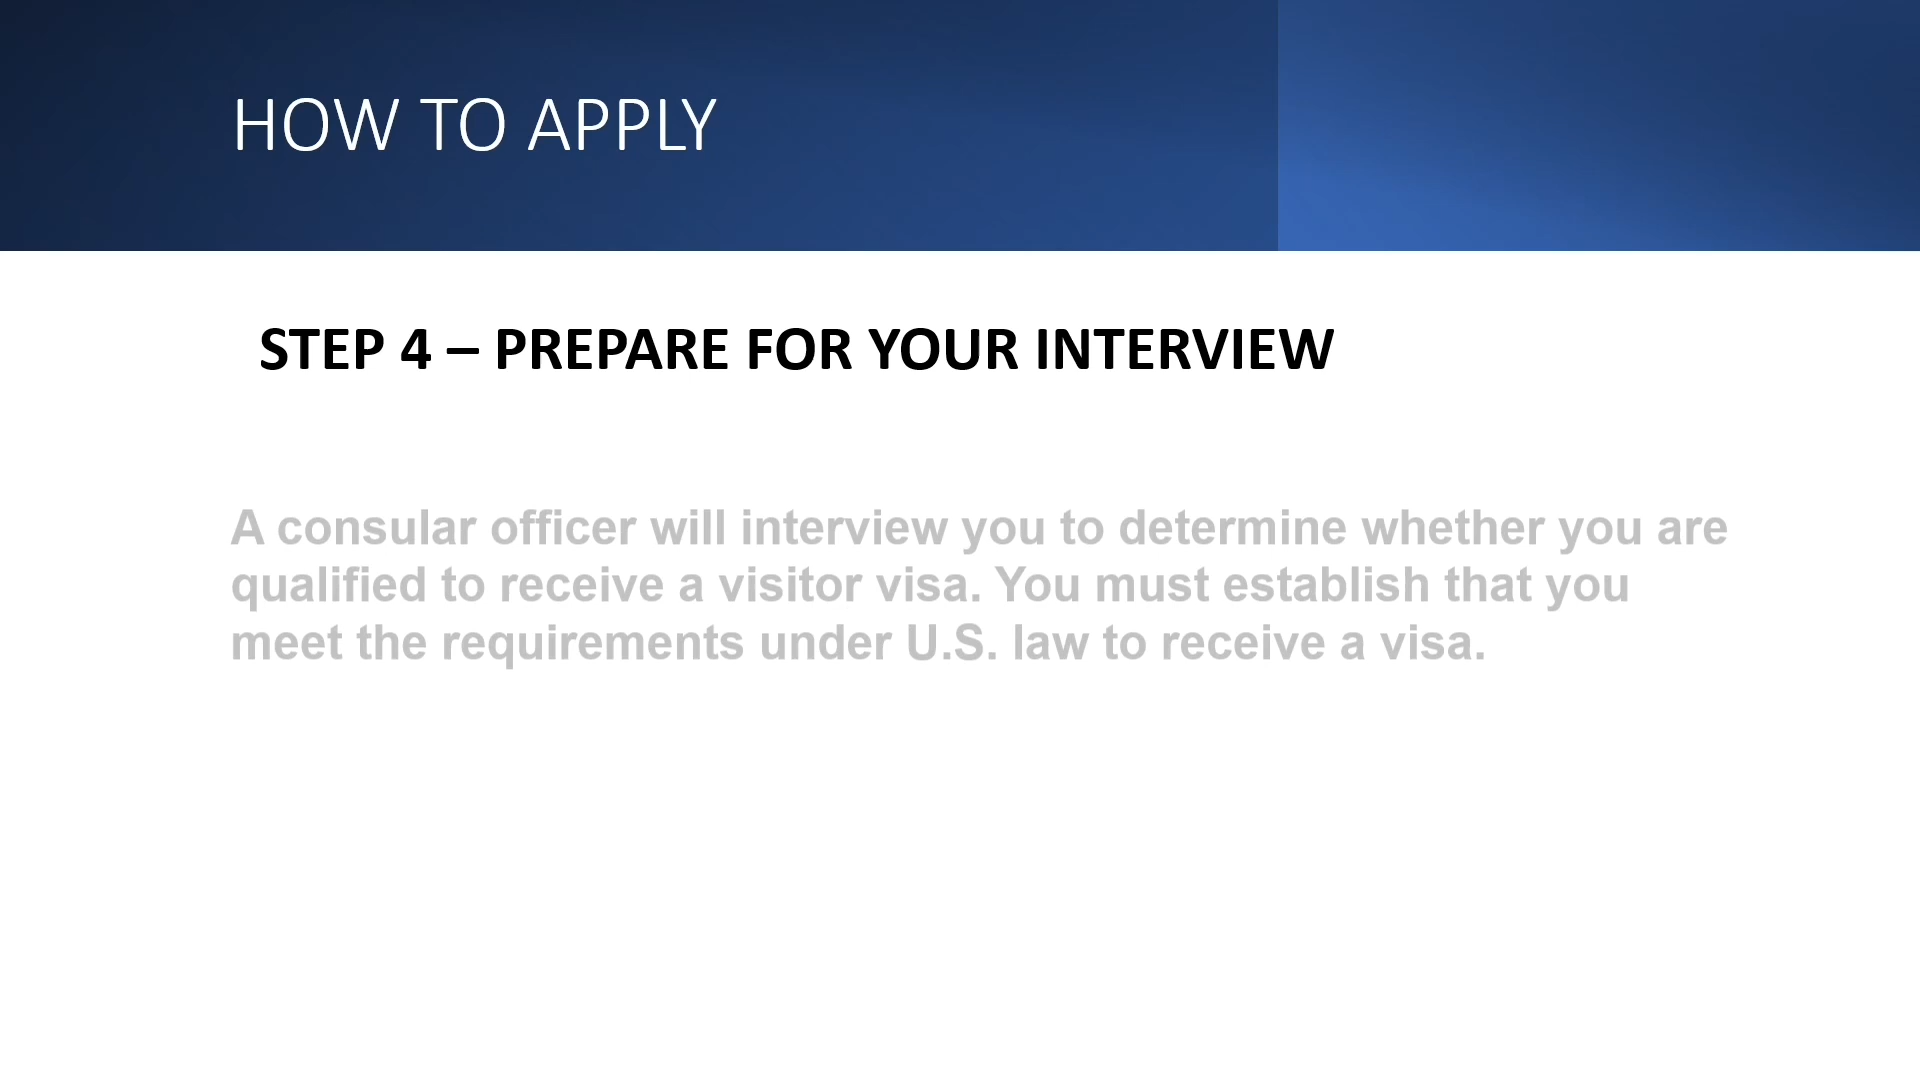 HOW TO APPLY
STEP 4 – PREPARE FOR YOUR INTERVIEW
A consular officer will interview you to determine whether you are
qualified to receive a visitor visa. You must establish that you
meet the requirements under U.S. law to receive a visa.